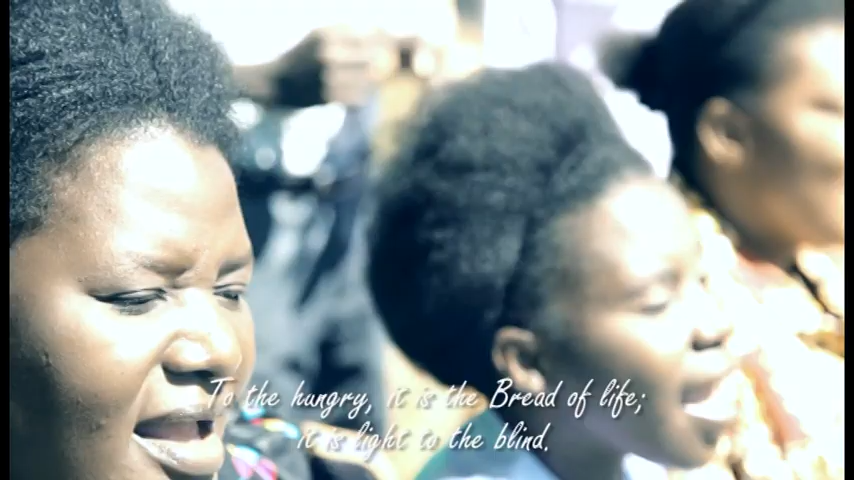 To the hungry, it is the Bread of life;
it is light to the blind.